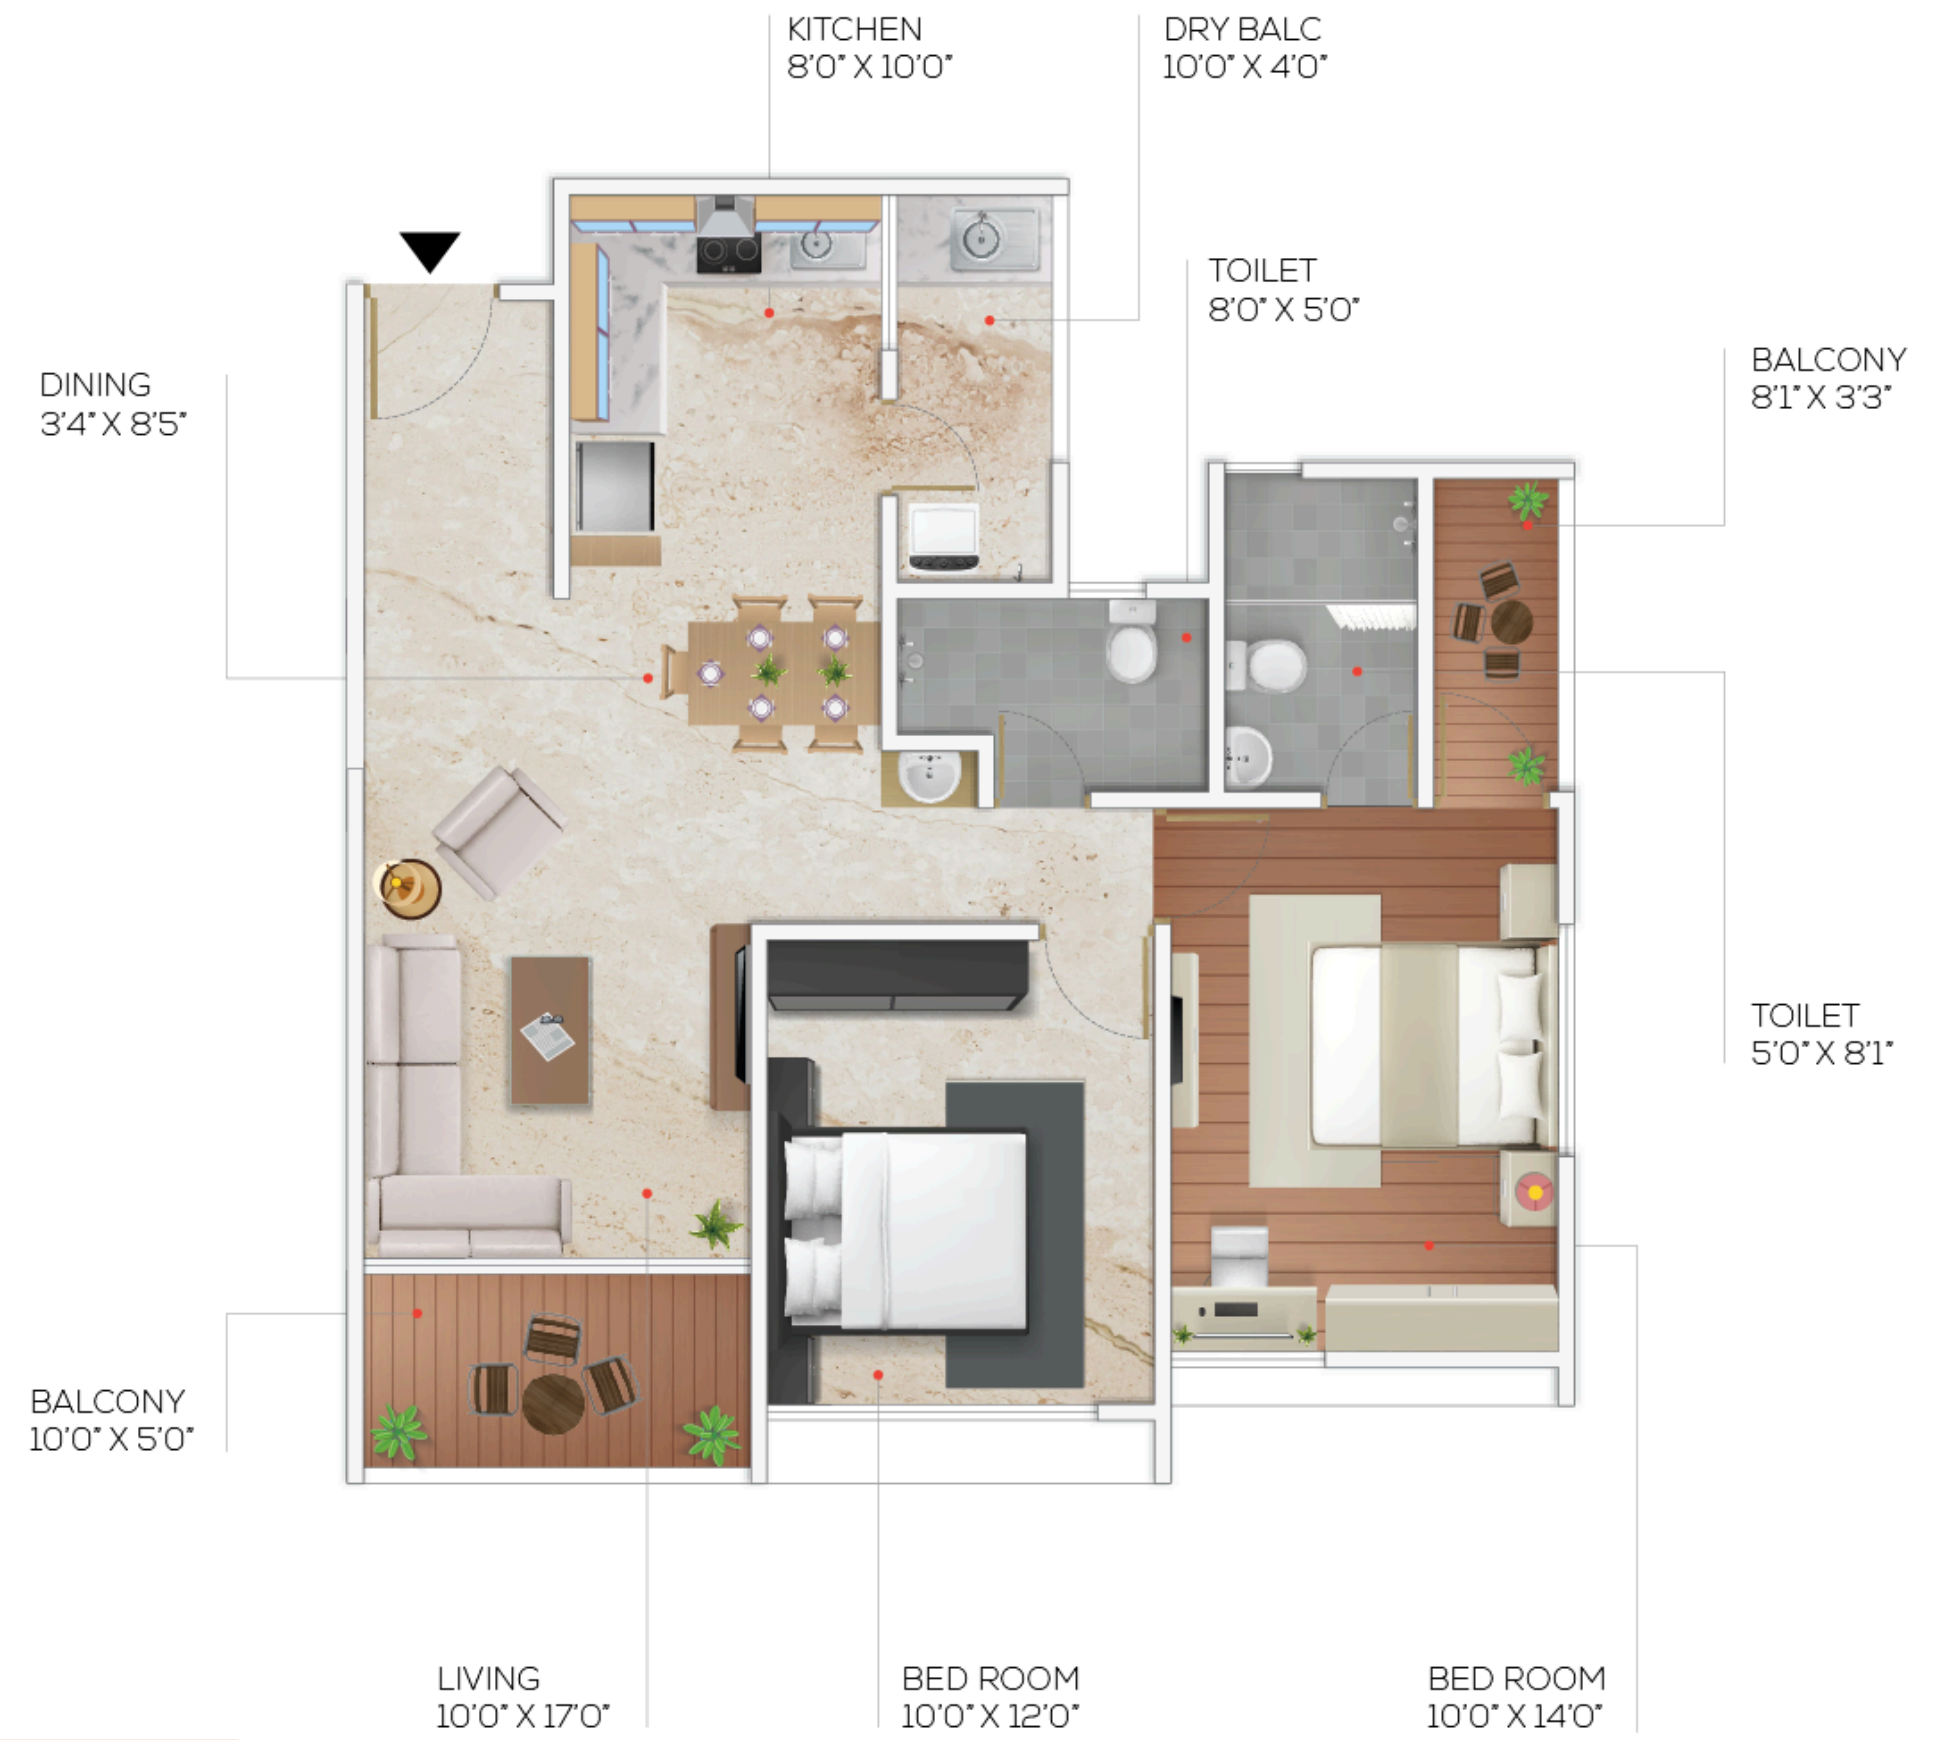 KITCHEN
8'0" X 10'0"
DRY BALC
10'0" X 4'0"
TOILET
8'0" X 5'0"
BALCONY
8'1" X 3'3"
DINING
3'4" X 8'5"
TOILET
5'0" X 8'1"
BALCONY
10'0" X 5'0"
LIVING
10'0" X 17'0"
BED ROOM
10'0" X 12'0"
BED ROOM
10'0" X 14'0"